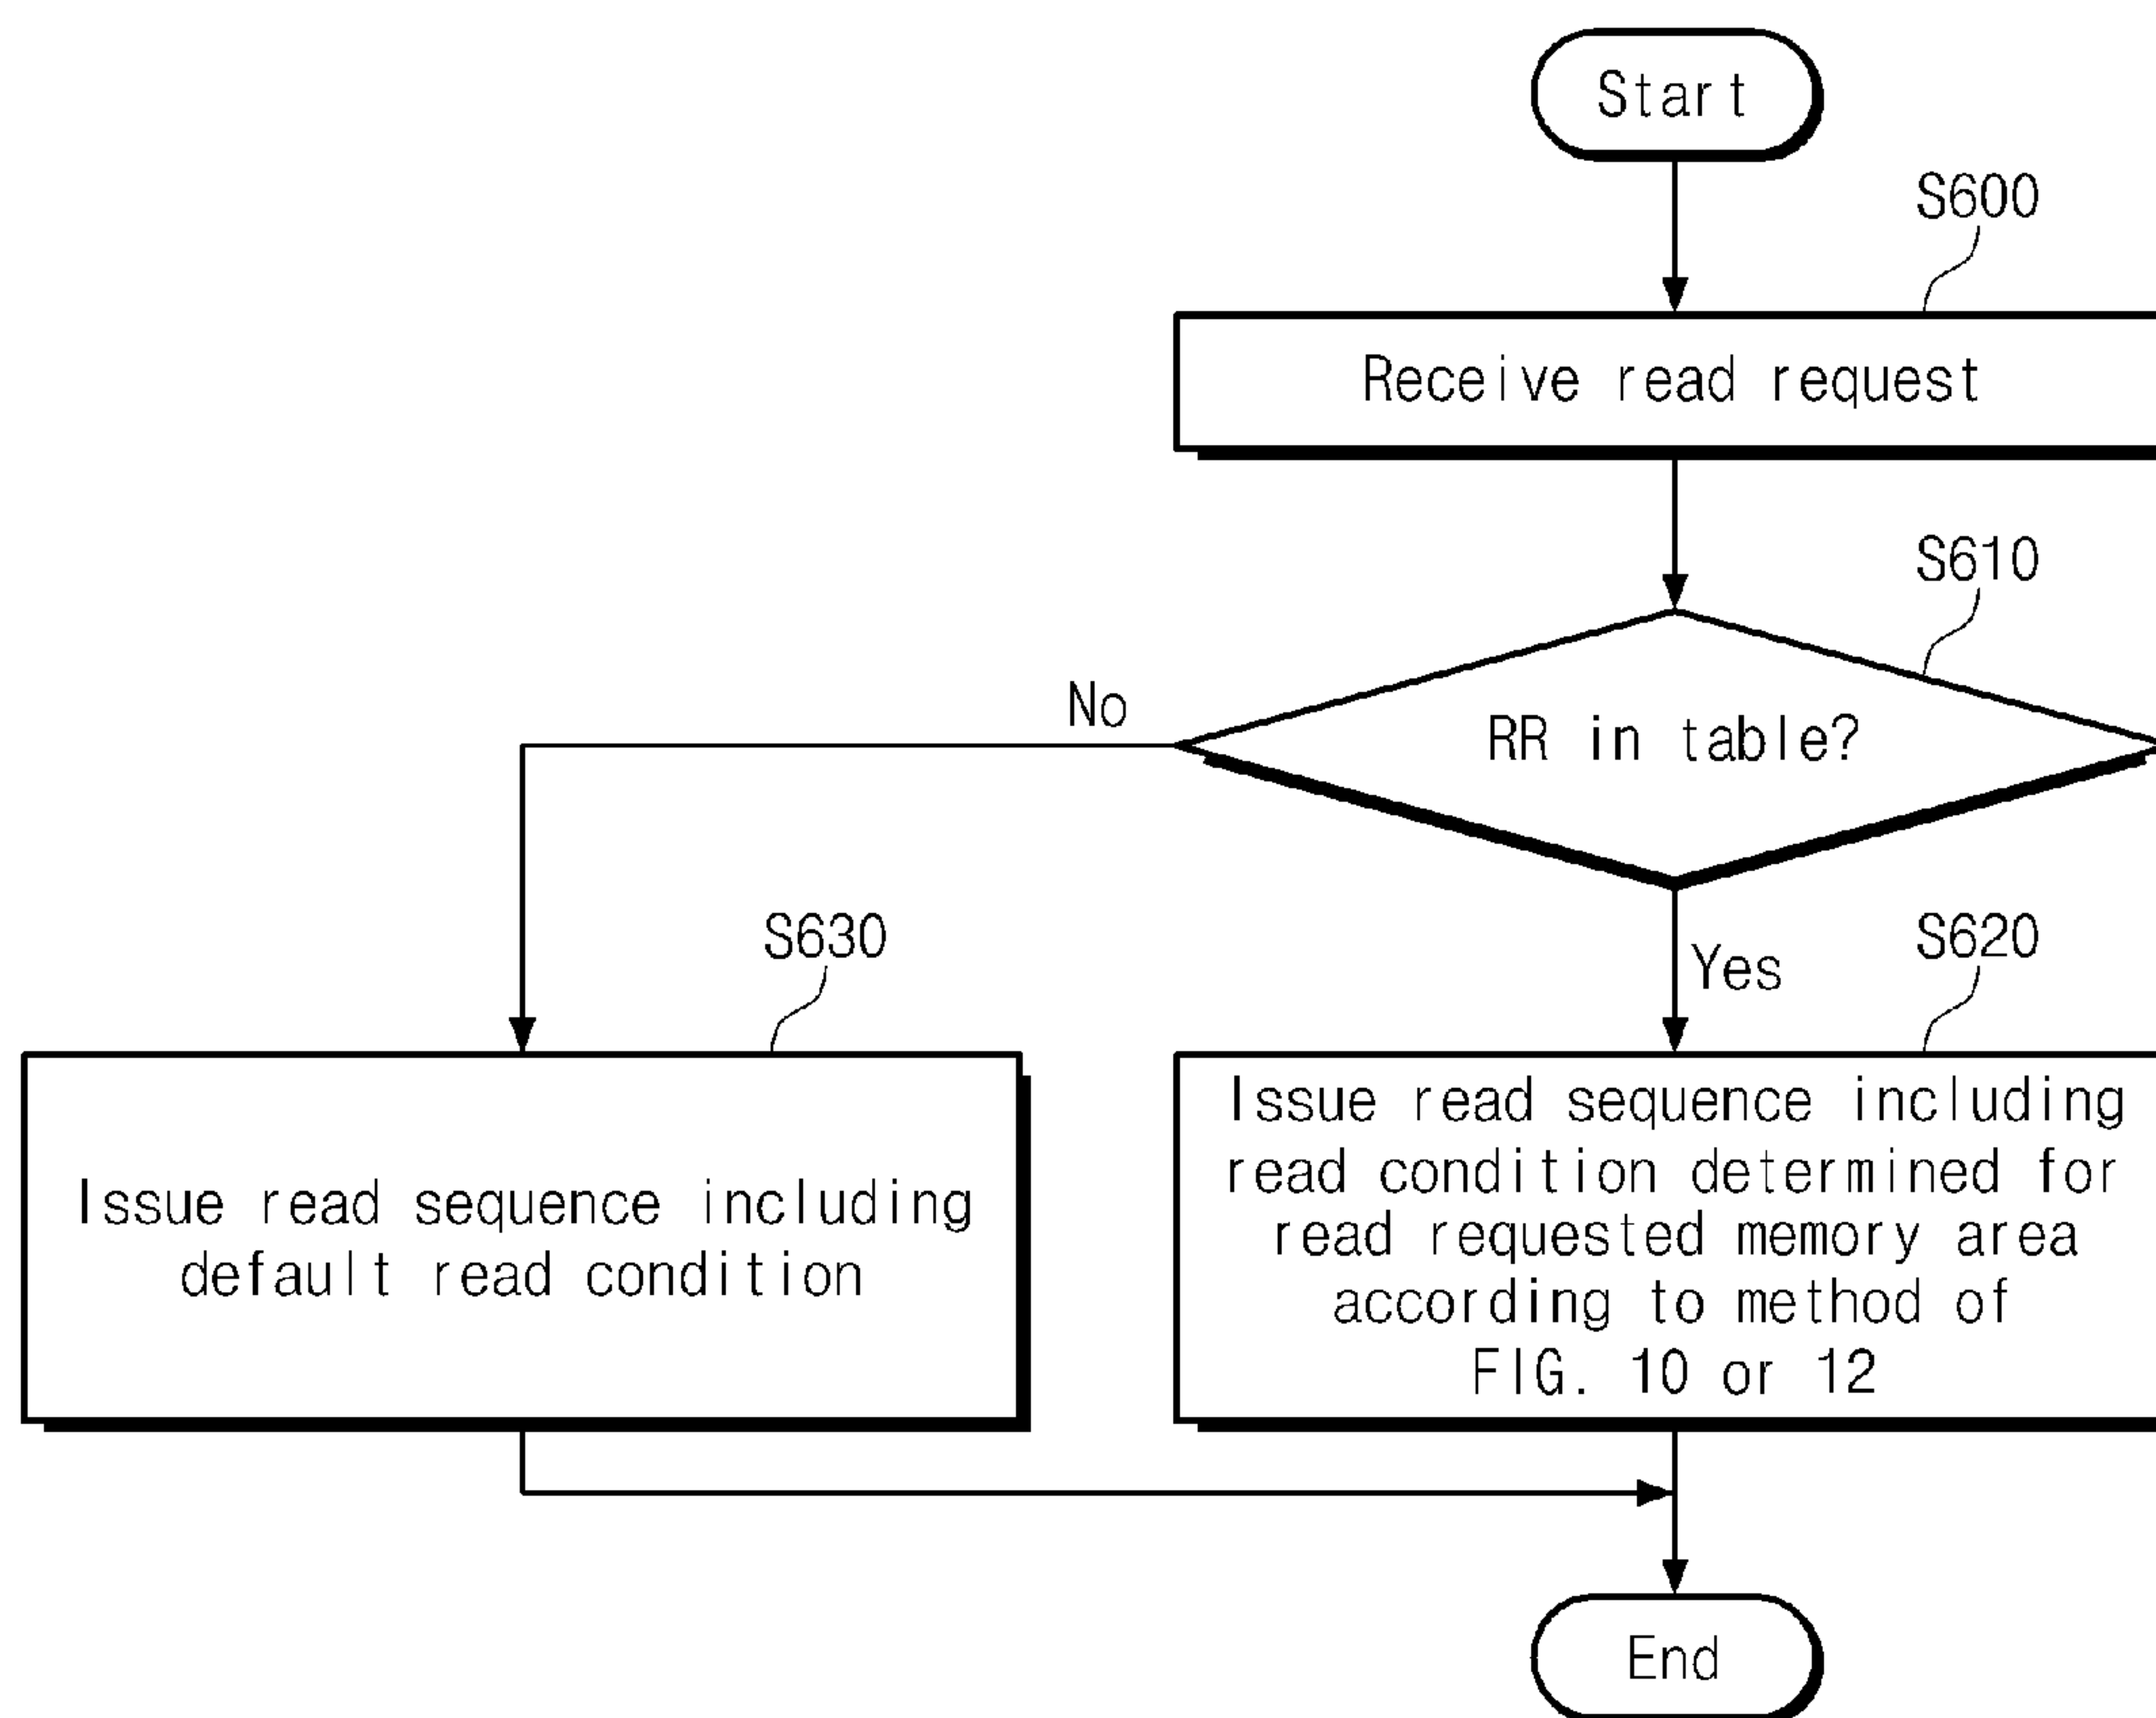 Start
S600
Receive read request
S610
RR in table?
No
Yes
S630
S620
Issue read sequence including
default read condition
Issue read sequence including
read condition determined for
read requested memory area
according to method of
FIG. 10 or 12
End